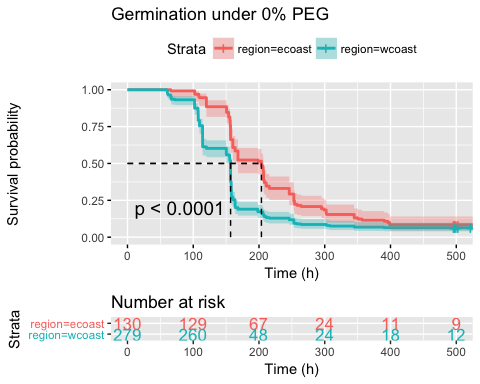 Germination under 0% PEG
Strata region=ecoast region=wcoast
Survival probability
1.00
0.75
0.50
0.25
0.00
p < 0.0001
0 100 200 300 400 500
Time (h)
Number at risk
Strata
region=ecoast 130 129 67 24 11 9
region=wcoast 279 260 48 24 18 12
0 100 200 300 400 500
Time (h)